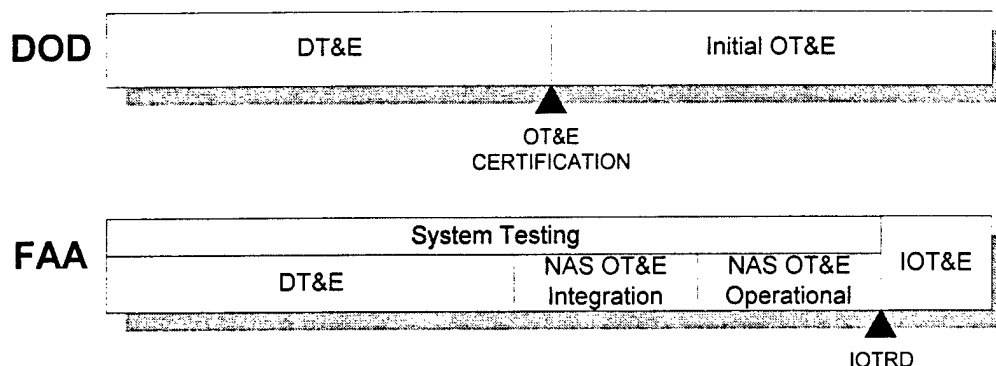 DOD
DT&E
Initial OT&E
OT&E
CERTIFICATION
FAA
System Testing
DT&E
NAS OT&E
Integration
NAS OT&E
Operational
IOT&E
IOTRD